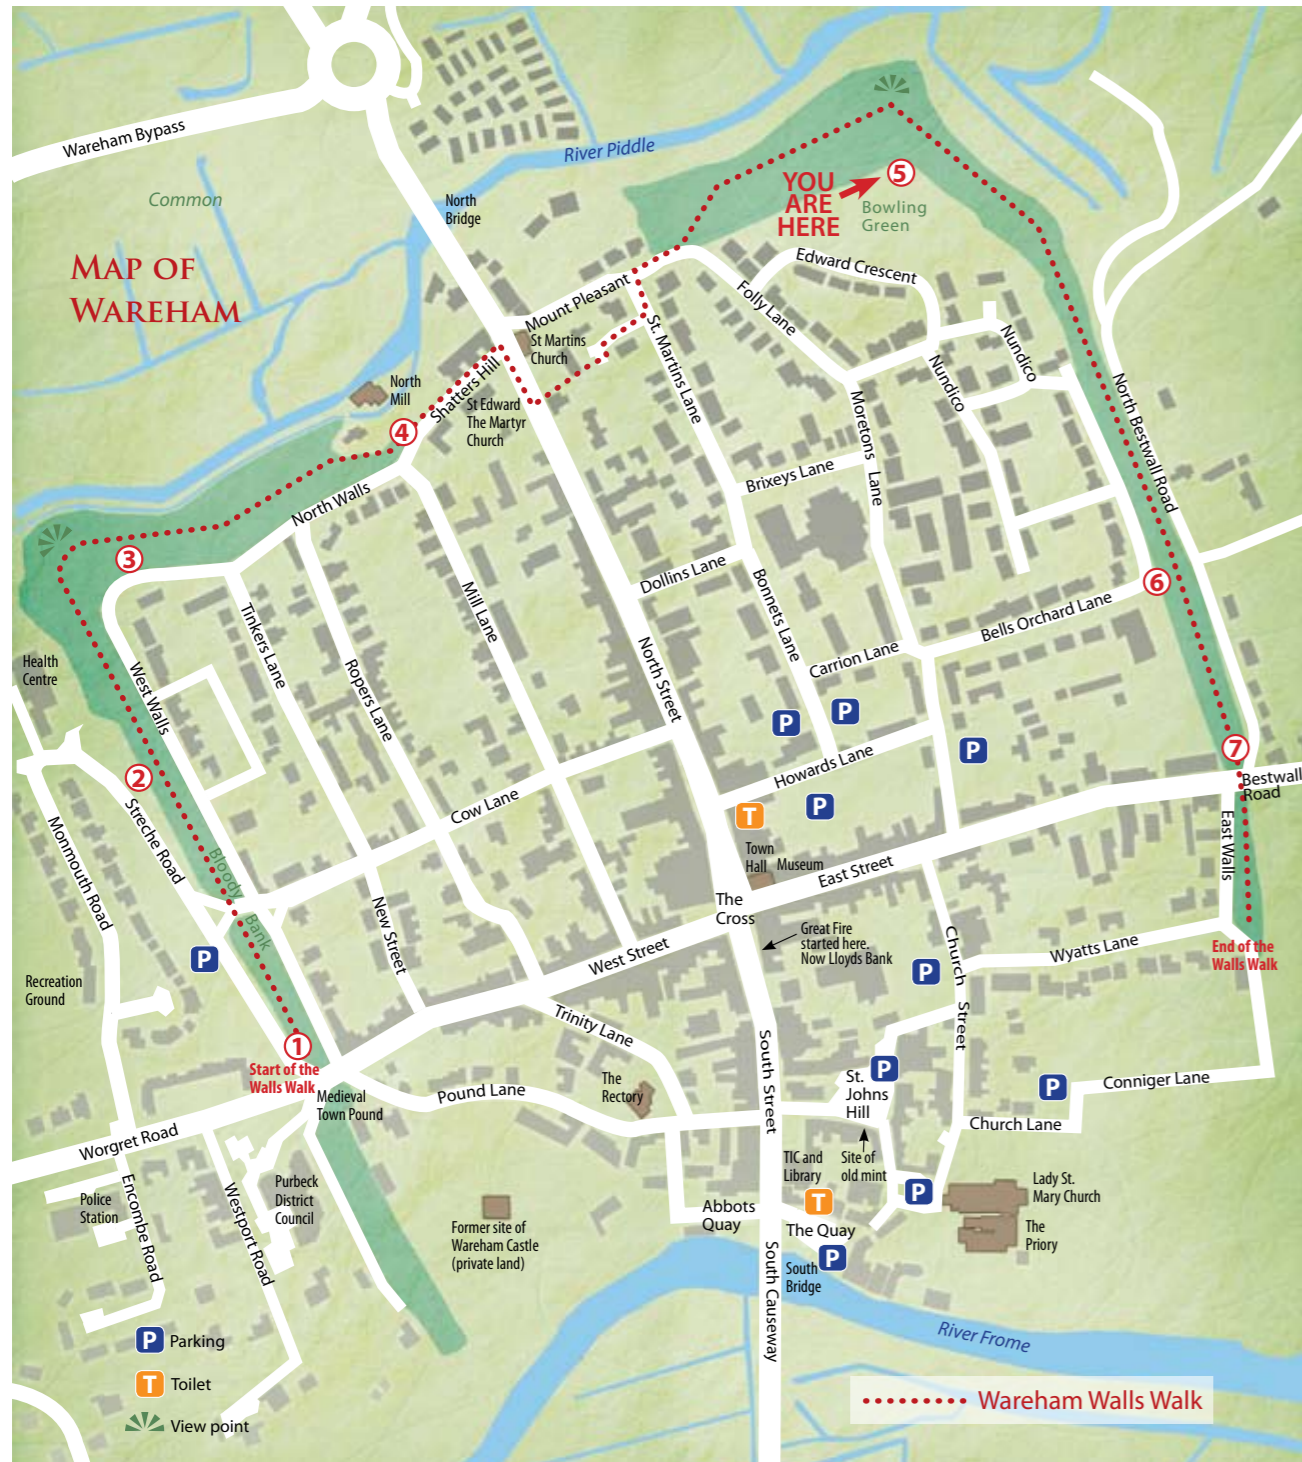 Wareham Bypass
Common
MAP OF
WAREHAM
River Piddle
North
Bridge
YOU
ARE
HERE
5
Bowling
Green
Edward Crescent
Mount Pleasant
Folly Lane
St Martins
Church
St. Martins Lane
Nundico
Nundico
North
Mill
Shatters Hill
St Edward
The Martyr
Church
4
Moretons Lane
North Bestwall Road
Brixeys Lane
North Walls
3
Dollins Lane
Bonnets Lane
Mill Lane
Tinkers Lane
6
Bells Orchard Lane
Carrion Lane
North Street
Ropers Lane
West Walls
Health
Centre
P
P
P
7
2
Howards Lane
Bestwall
Road
Cow Lane
Streche Road
Monmouth Road
T
P
East Walls
Town
Hall
Museum
East Street
Bloody
Bank
New Street
The
Cross
Great Fire
started here.
Now Lloyds Bank
West Street
Church Street
Wyatts Lane
End of the
Walls Walk
P
P
Recreation
Ground
Trinity Lane
1
Start of the
Walls Walk
Medieval
Town Pound
South Street
Pound Lane
The
Rectory
St.
Johns
Hill
P
P
Conniger Lane
Church Lane
Worgret Road
TIC and
Library
Site of
old mint
Police
Station
Encombe Road
Westport Road
Purbeck
District
Council
Former site of
Wareham Castle
(private land)
Abbots
Quay
T
P
Lady St.
Mary Church
The
Priory
The Quay
South
Bridge
P
South Causeway
River Frome
P Parking
T Toilet
View point
Wareham Walls Walk